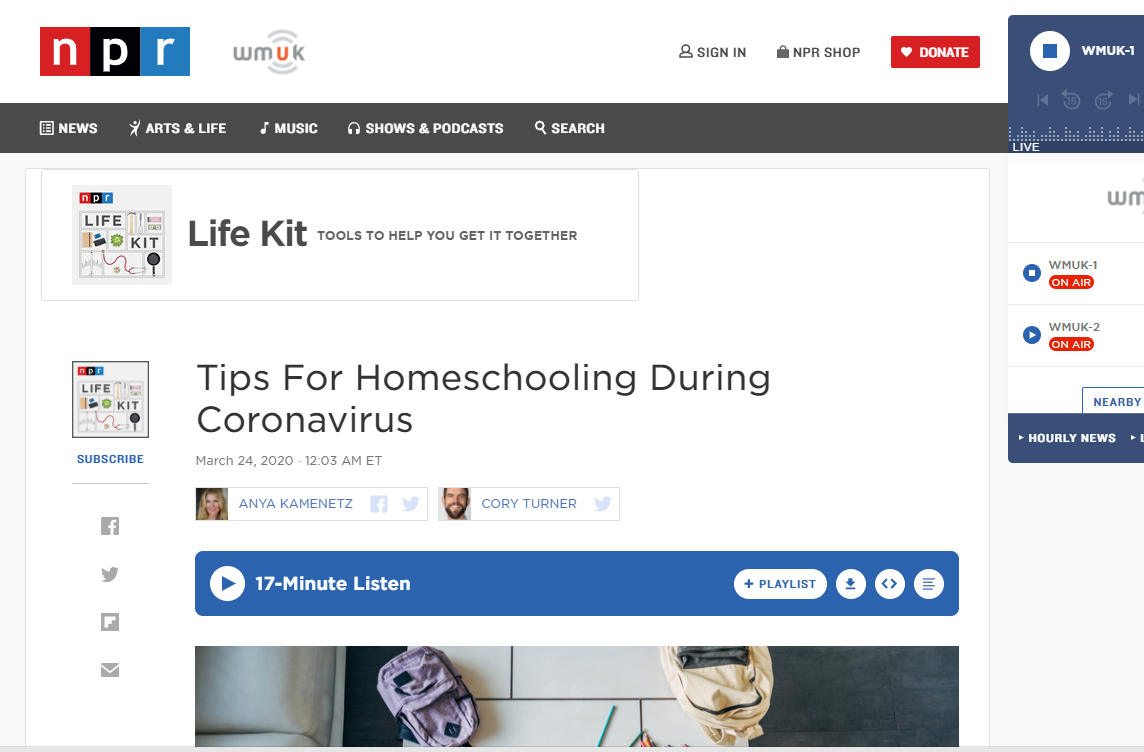 npr
wmuk
SIGN IN
NPR SHOP
DONATE
WMUK-1
15
15
LIVE
NEWS
ARTS & LIFE
MUSIC
SHOWS & PODCASTS
SEARCH
npr
LIFE
KIT
Life Kit TOOLS TO HELP YOU GET IT TOGETHER
WMUK-1
ON AIR
WMUK-2
ON AIR
NEARBY
HOURLY NEWS
npr
LIFE
KIT
SUBSCRIBE
Tips For Homeschooling During
Coronavirus
March 24, 2020 · 12:03 AM ET
ANYA KAMENETZ
CORY TURNER
17-Minute Listen
+ PLAYLIST